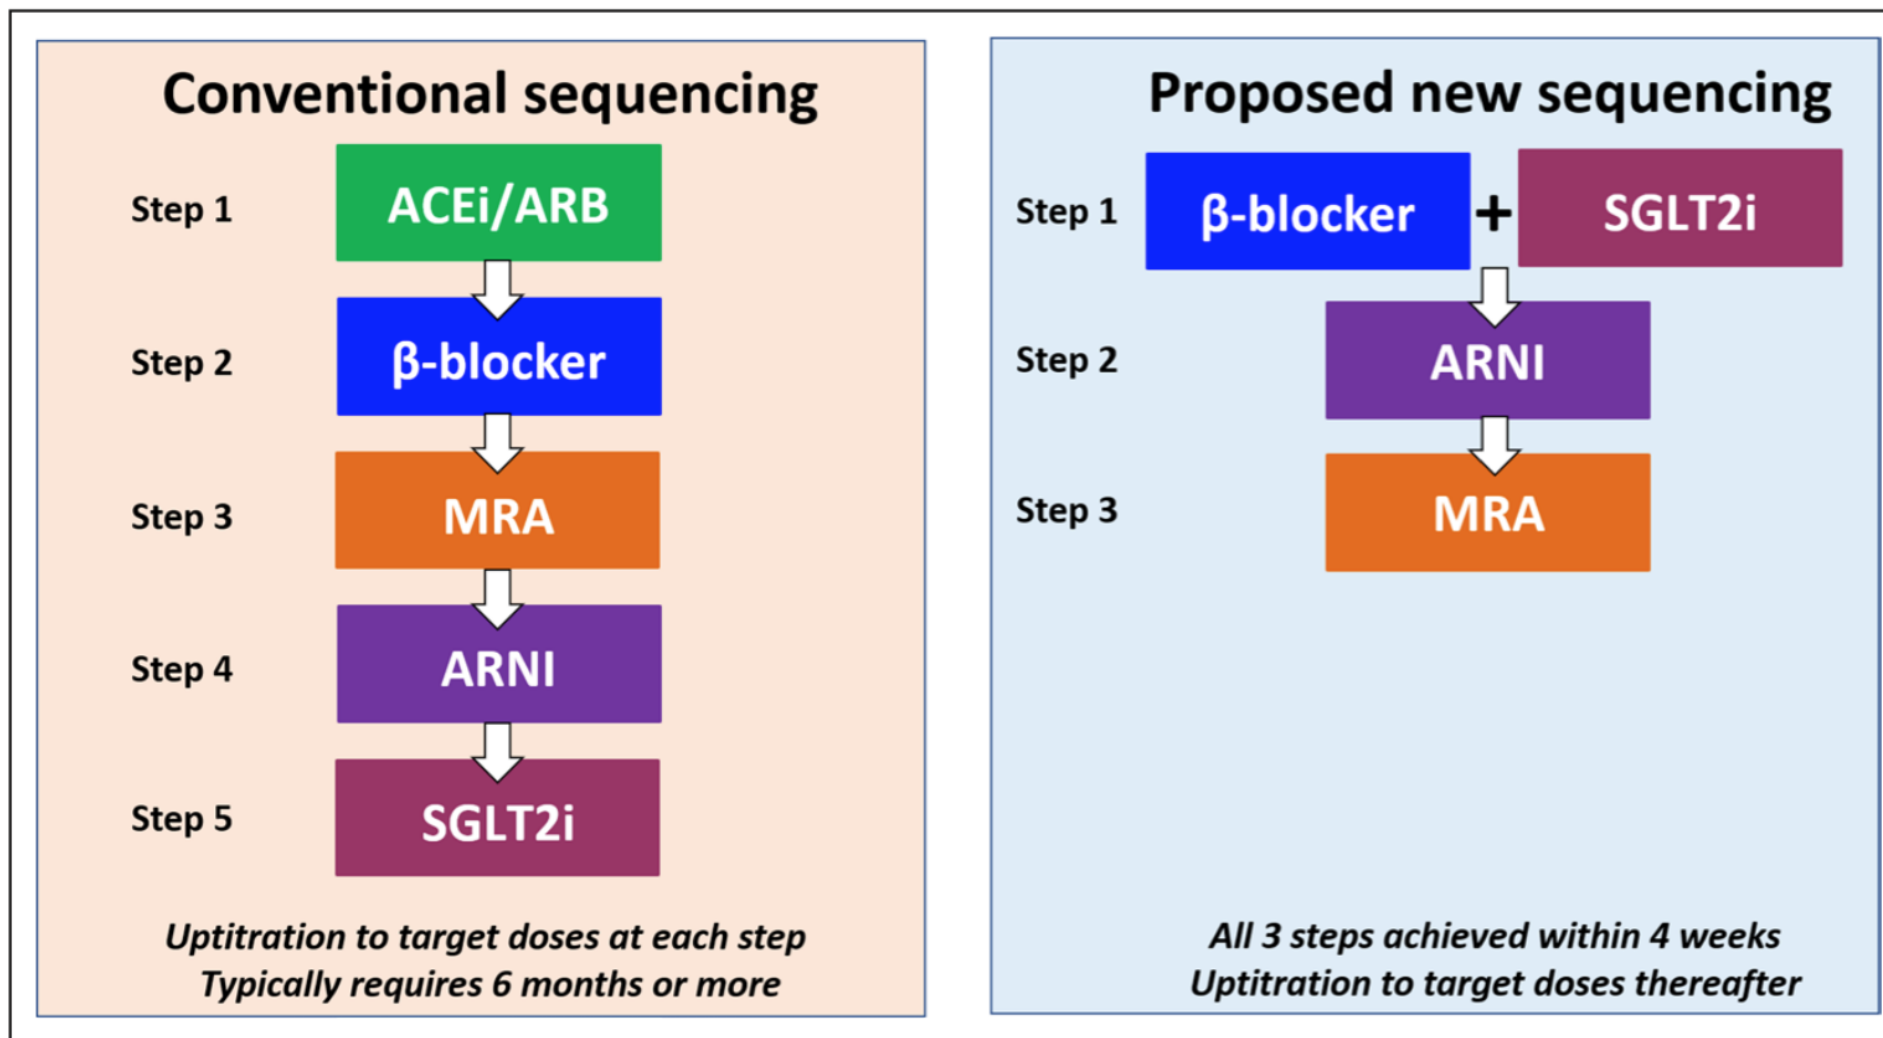 Conventional sequencing
Step 1
ACEi/ARB
Step 2
β-blocker
Step 3
MRA
Step 4
ARNI
Step 5
SGLT2i
Uptitration to target doses at each step
Typically requires 6 months or more
Proposed new sequencing
Step 1
β-blocker + SGLT2i
Step 2
ARNI
Step 3
MRA
All 3 steps achieved within 4 weeks
Uptitration to target doses thereafter